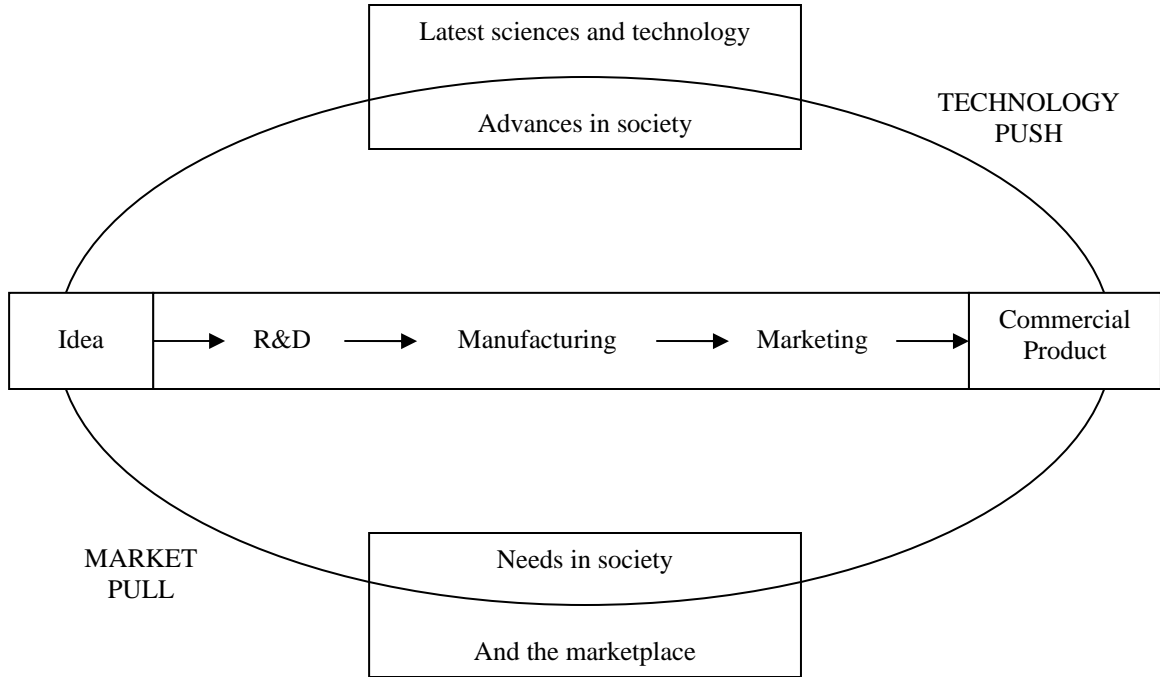 Latest sciences and technology
Advances in society
TECHNOLOGY
PUSH
Idea
R&D
Manufacturing
Marketing
Commercial
Product
MARKET
PULL
Needs in society
And the marketplace